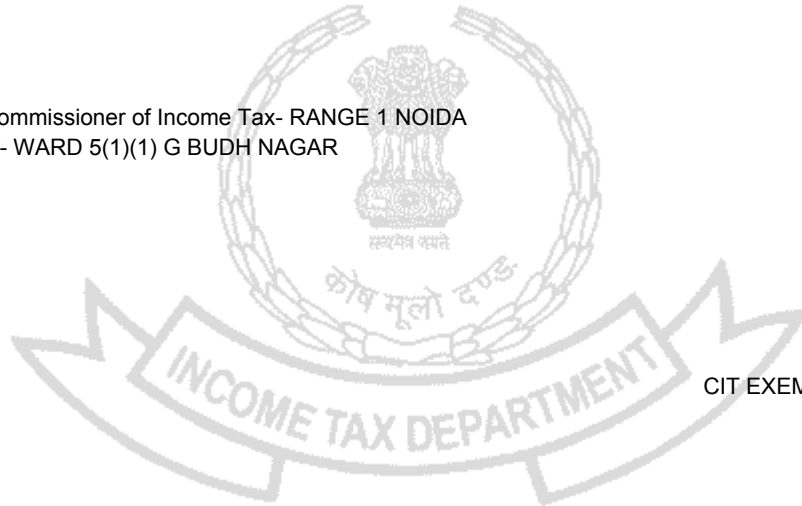 ommissioner of Income Tax- RANGE 1 NOIDA
- WARD 5(1)(1) G BUDH NAGAR
सत्यमेव जयते
कोष मूलो दण्ड:
CIT EXEM
INCOME TAX DEPARTMENT